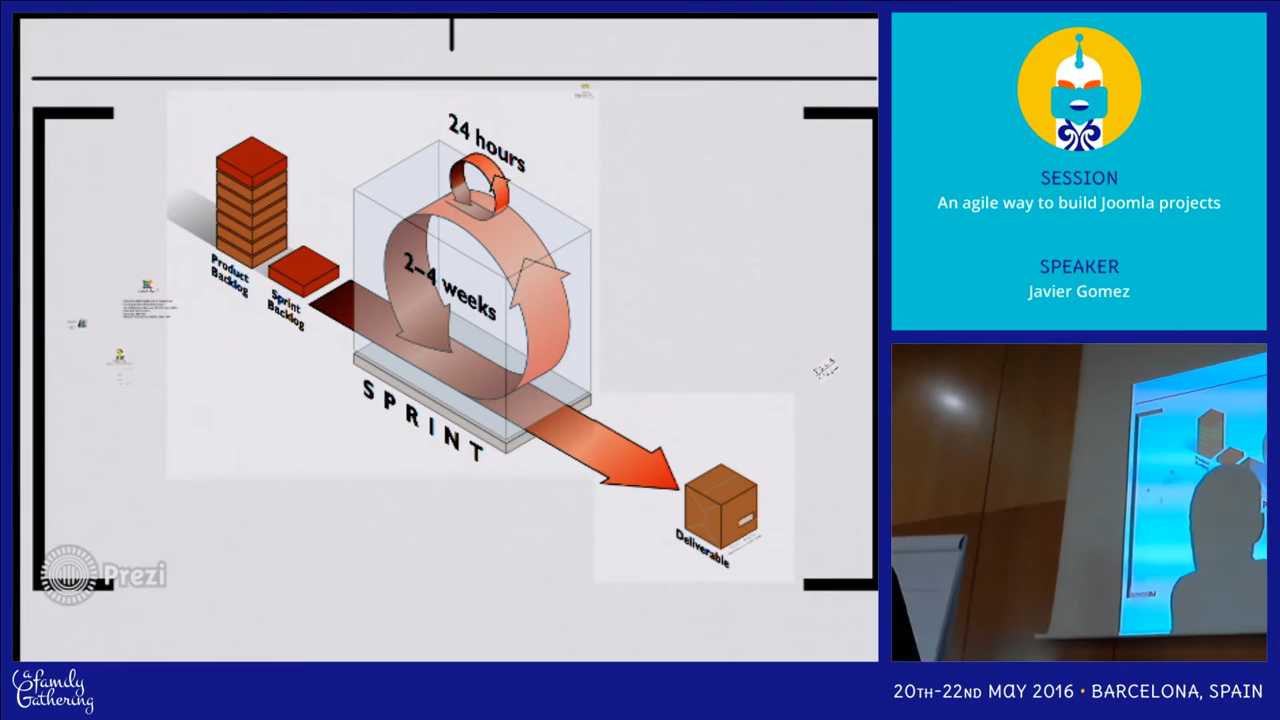 24 hours
2–4 weeks
Product
Backlog
Sprint
Backlog
SPRINT
Deliverable
Prezi
SESSION
An agile way to build Joomla projects
SPEAKER
Javier Gomez
a family
Gathering
20TH-22ND MAY 2016 • BARCELONA, SPAIN